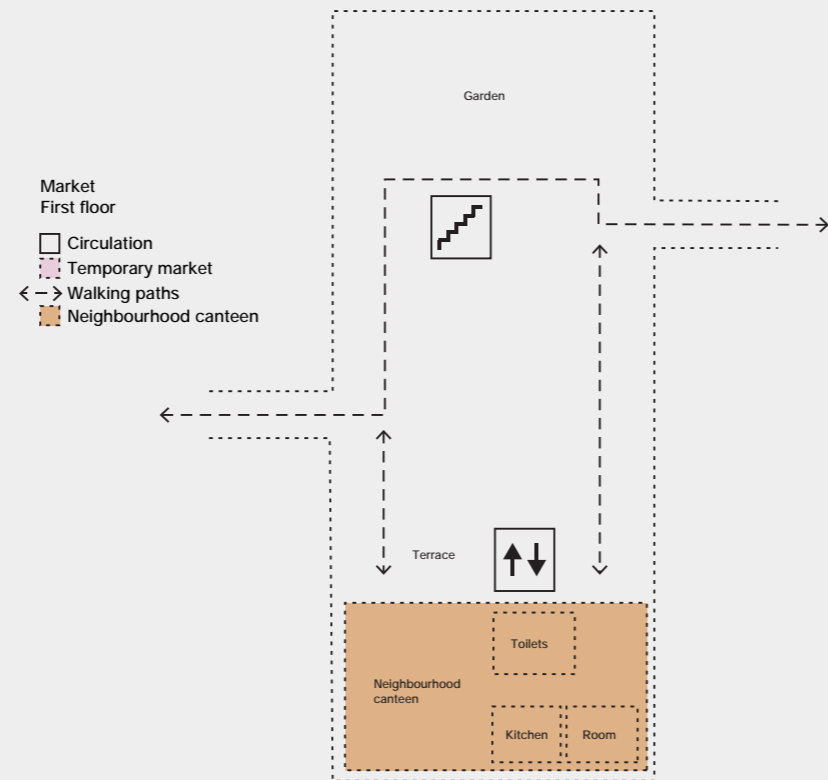 Garden
Market
First floor
Circulation
Temporary market
Walking paths
Neighbourhood canteen
Terrace
Toilets
Neighbourhood
canteen
Kitchen
Room